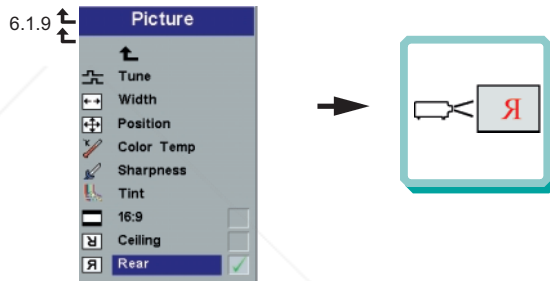 6.1.9
Picture
Tune
Width
Position
Color Temp
Sharpness
Tint
16:9
Ceiling
Rear
Я